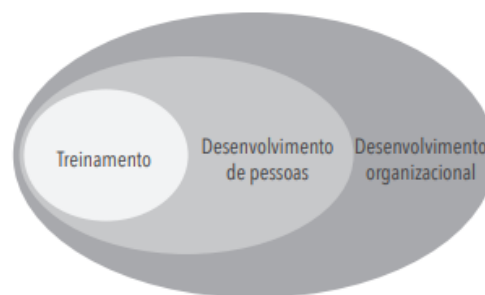 Treinamento
Desenvolvimento
de pessoas
Desenvolvimento
organizacional